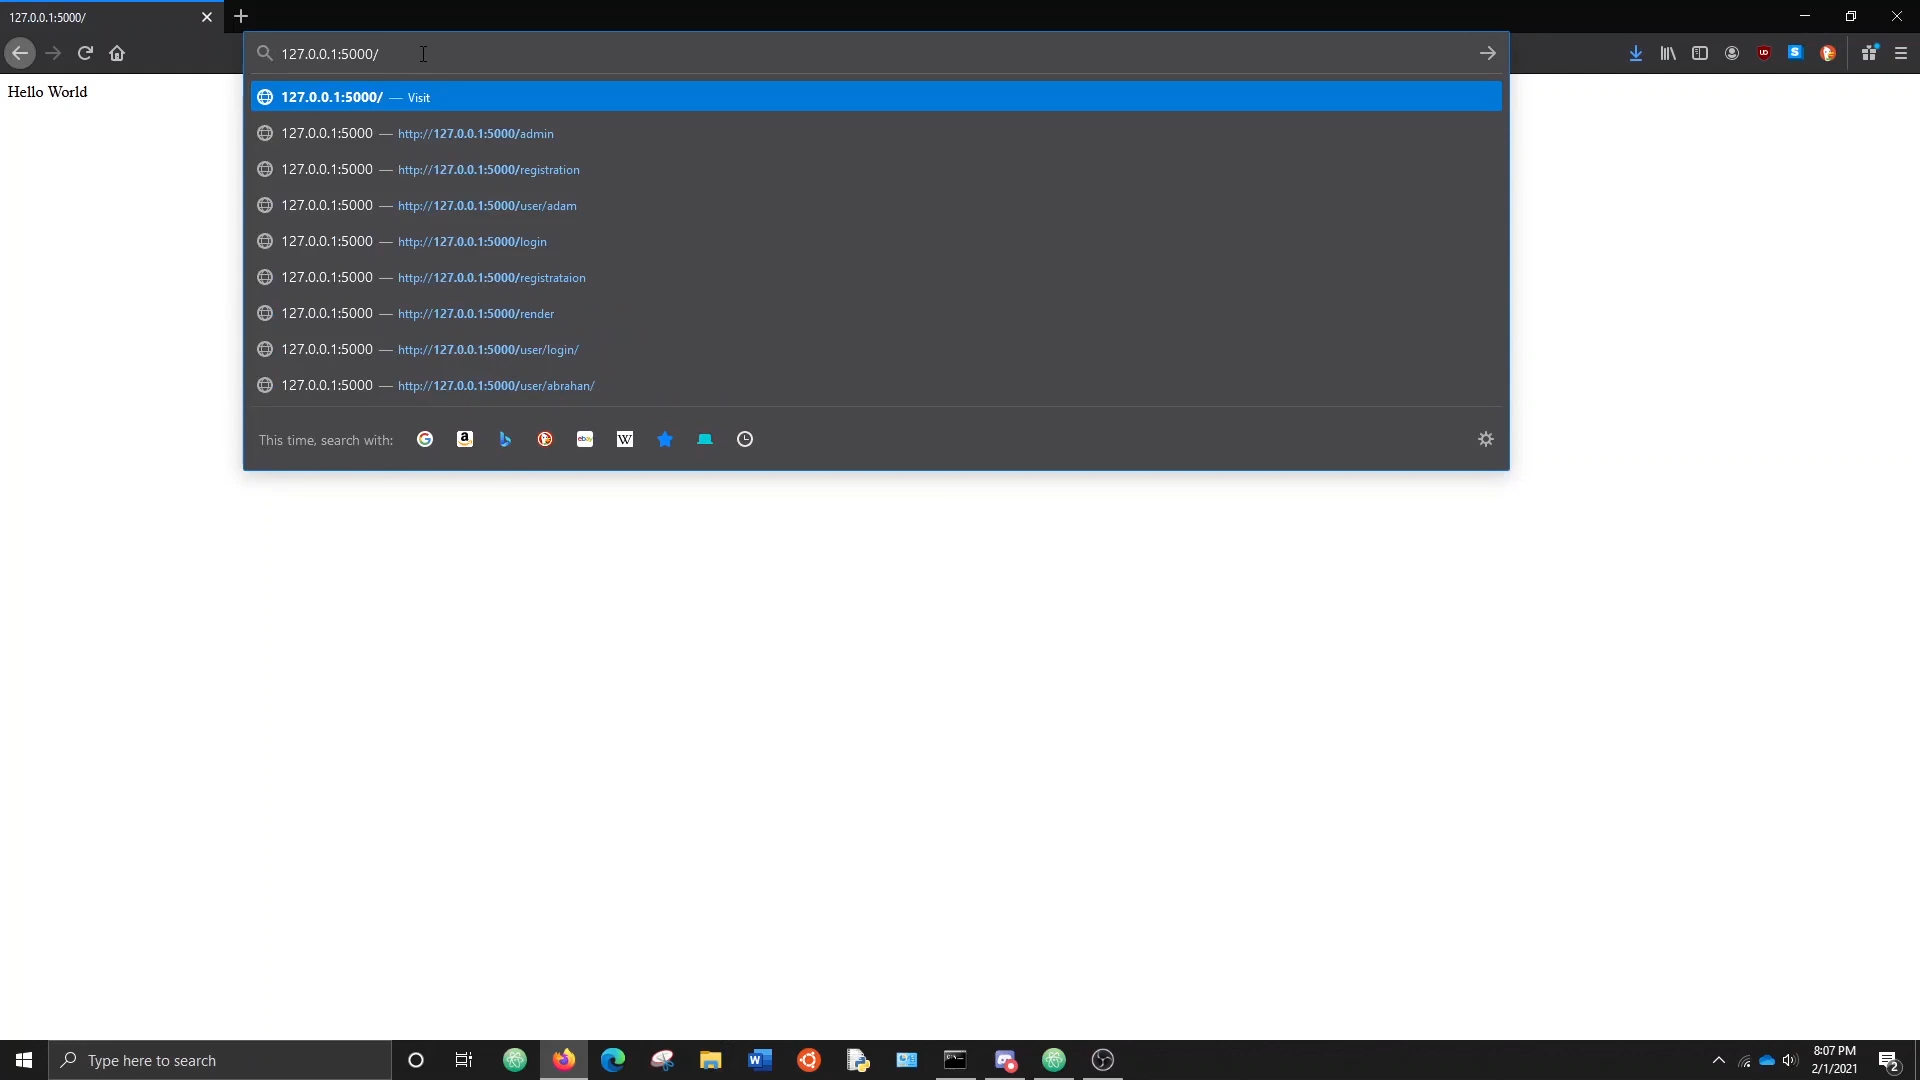 127.0.0.1:5000/
127.0.0.1:5000/
Hello World
127.0.0.1:5000/ — Visit
127.0.0.1:5000 — http://127.0.0.1:5000/admin
127.0.0.1:5000 — http://127.0.0.1:5000/registration
127.0.0.1:5000 — http://127.0.0.1:5000/user/adam
127.0.0.1:5000 — http://127.0.0.1:5000/login
127.0.0.1:5000 — http://127.0.0.1:5000/registrataion
127.0.0.1:5000 — http://127.0.0.1:5000/render
127.0.0.1:5000 — http://127.0.0.1:5000/user/login/
127.0.0.1:5000 — http://127.0.0.1:5000/user/abrahan/
This time, search with:
Type here to search
8:07 PM
2/1/2021
2